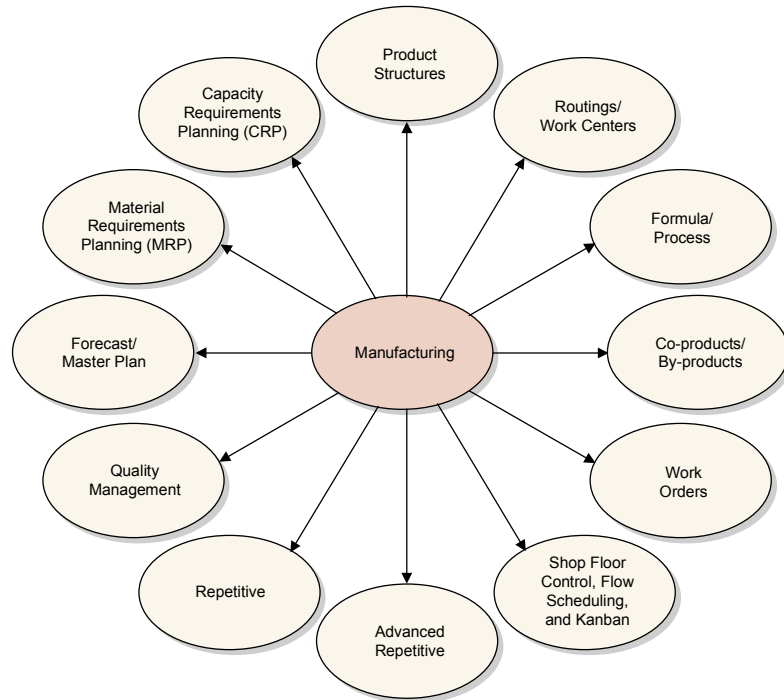 Product
Structures
Routings/
Work Centers
Formula/
Process
Co-products/
By-products
Work
Orders
Shop Floor
Control, Flow
Scheduling,
and Kanban
Advanced
Repetitive
Repetitive
Quality
Management
Forecast/
Master Plan
Material
Requirements
Planning (MRP)
Capacity
Requirements
Planning (CRP)
Manufacturing